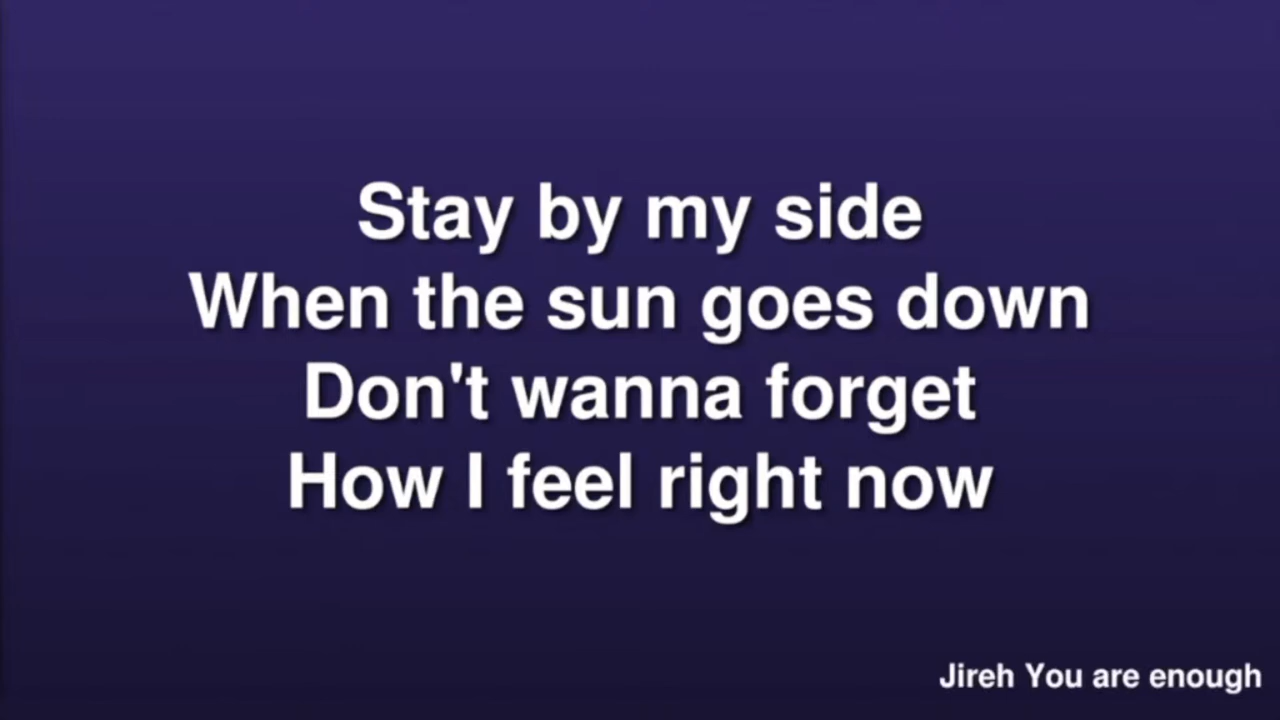 Stay by my side
When the sun goes down
Don't wanna forget
How I feel right now
Jireh You are enough